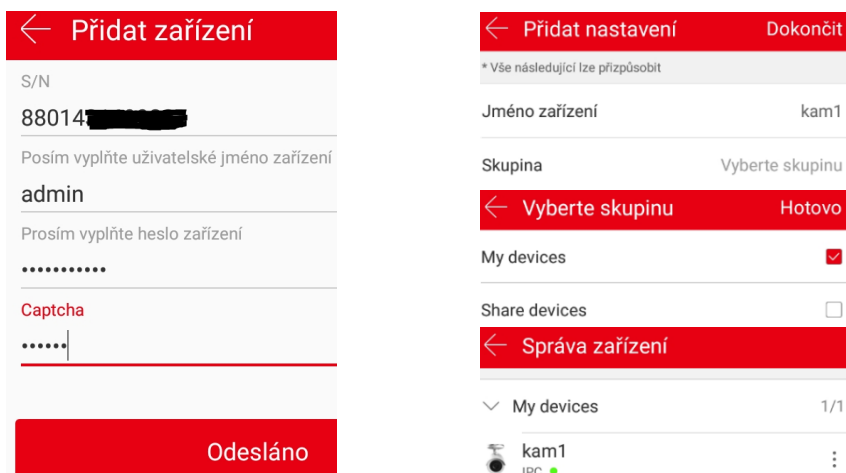 Přidat zařízení
S/N
88014
Posím vyplňte uživatelské jméno zařízení
admin
Prosím vyplňte heslo zařízení
•••••••••••
Captcha
••••••
Odesláno
Přidat nastavení Dokončit
* Vše následující lze přizpůsobit
Jméno zařízení kam1
Skupina Vyberte skupinu
Vyberte skupinu Hotovo
My devices
Share devices
Správa zařízení
My devices 1/1
kam1
IPC